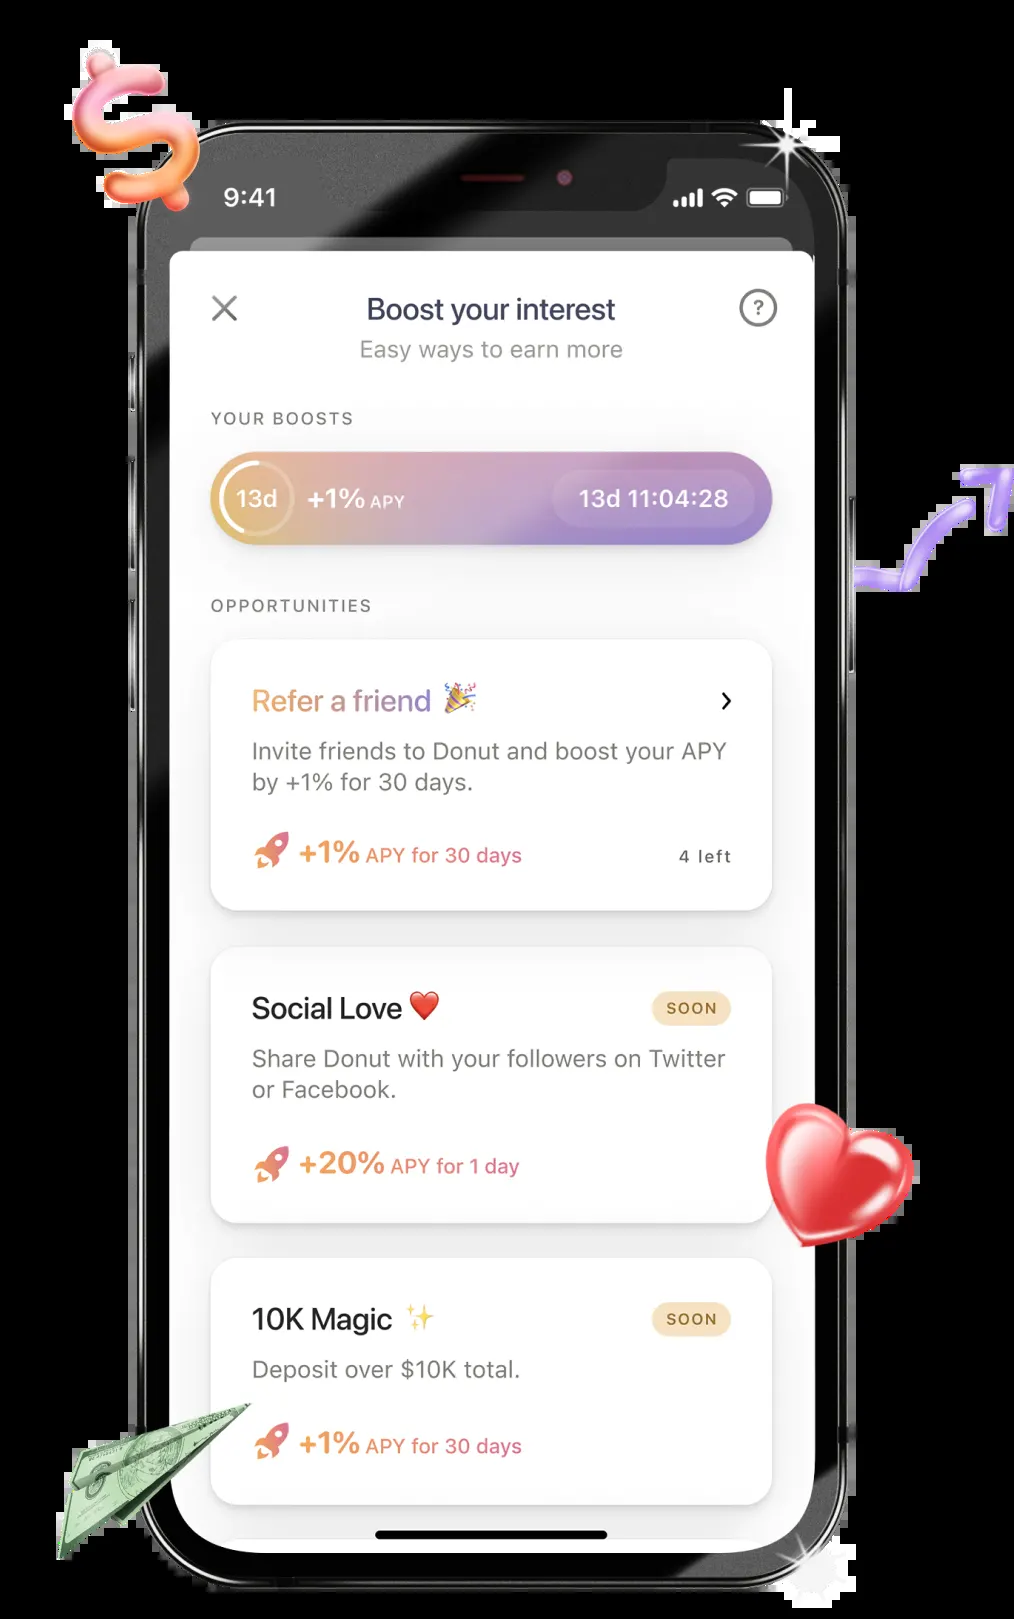 9:41
Boost your interest
?
Easy ways to earn more
YOUR BOOSTS
13d +1% APY 13d 11:04:28
OPPORTUNITIES
Refer a friend 🎉
Invite friends to Donut and boost your APY
by +1% for 30 days.
🚀 +1% APY for 30 days 4 left
Social Love ❤️ SOON
Share Donut with your followers on Twitter
or Facebook.
🚀 +20% APY for 1 day
10K Magic ✨ SOON
Deposit over $10K total.
🚀 +1% APY for 30 days